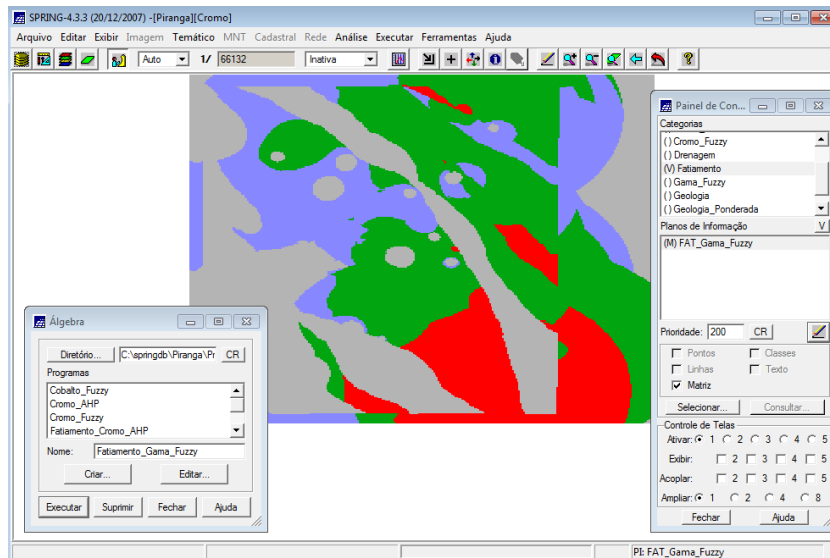 SPRING-4.3.3 (20/12/2007) -[Piranga][Cromo]
Arquivo Editar Exibir Imagem Temático MNT Cadastral Rede Análise Executar Ferramentas Ajuda
Auto 1/ 66132 Inativa
Painel de Con...
Categorias
( ) Cromo_Fuzzy
( ) Drenagem
(V) Fatiamento
( ) Gama_Fuzzy
( ) Geologia
( ) Geologia_Ponderada
Planos de Informação V
(M) FAT_Gama_Fuzzy
Prioridade: 200 CR
Pontos Classes
Linhas Texto
Matriz
Selecionar... Consultar...
Controle de Telas
Ativar: 1 2 3 4 5
Exibir: 2 3 4 5
Acoplar: 2 3 4 5
Ampliar: 1 2 4 8
Fechar Ajuda
Álgebra
Diretório... C:\springdb\Piranga\Pr CR
Programas
Cobalto_Fuzzy
Cromo_AHP
Cromo_Fuzzy
Fatiamento_Cromo_AHP
Nome: Fatiamento_Gama_Fuzzy
Criar... Editar...
Executar Suprimir Fechar Ajuda
PI: FAT_Gama_Fuzzy